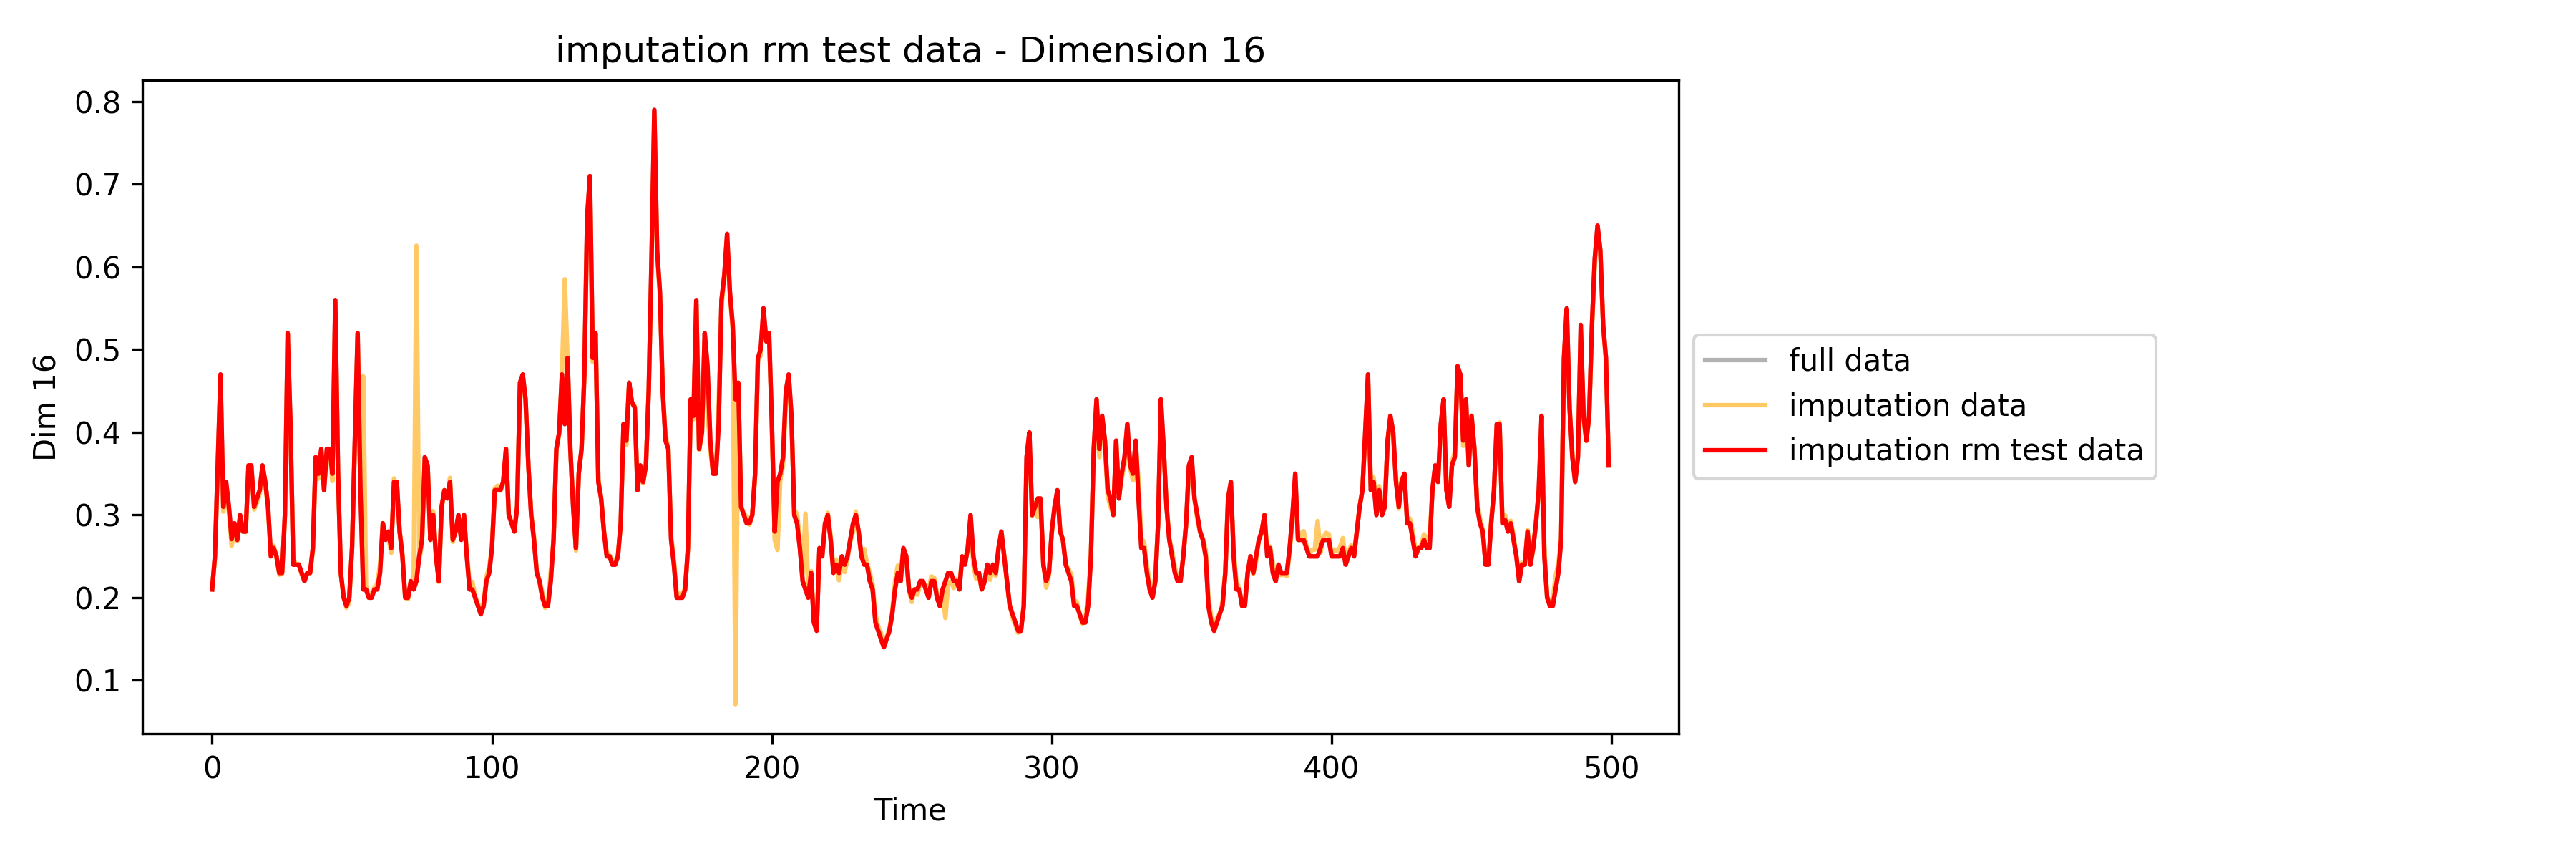 imputation rm test data - Dimension 16
0.8
0.7
0.6
0.5
0.4
0.3
0.2
0.1
Dim 16
0 100 200 300 400 500
Time
full data
imputation data
imputation rm test data